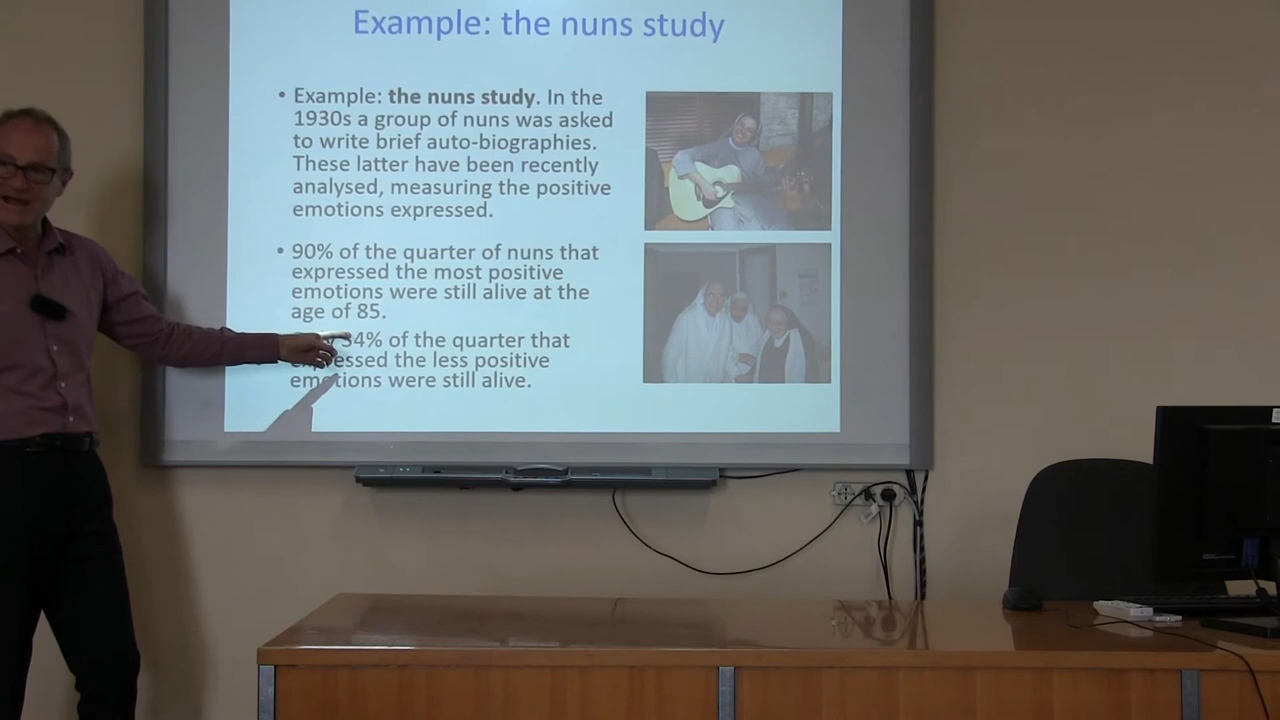 Example: the nuns study
• Example: the nuns study. In the
1930s a group of nuns was asked
to write brief auto-biographies.
These latter have been recently
analysed, measuring the positive
emotions expressed.
• 90% of the quarter of nuns that
expressed the most positive
emotions were still alive at the
age of 85.
34% of the quarter that
expressed the less positive
emotions were still alive.